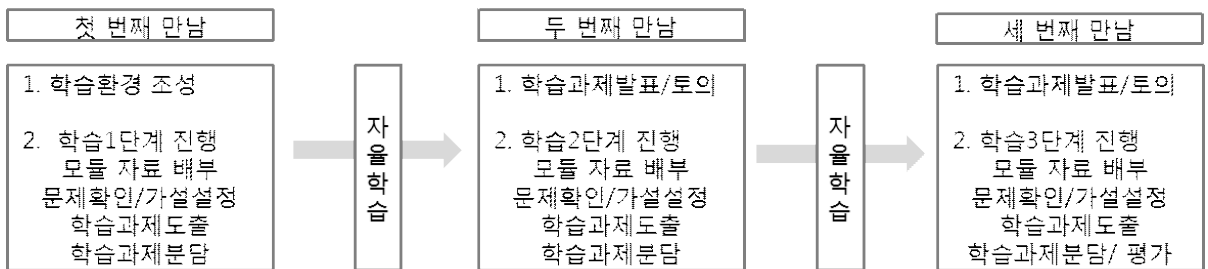 첫 번째 만남
1. 학습환경 조성
2. 학습1단계 진행
모듈 자료 배부
문제확인/가설설정
학습과제도출
학습과제분담
자율학습
두 번째 만남
1. 학습과제발표/토의
2. 학습2단계 진행
모듈 자료 배부
문제확인/가설설정
학습과제도출
학습과제분담
자율학습
세 번째 만남
1. 학습과제발표/토의
2. 학습3단계 진행
모듈 자료 배부
문제확인/가설설정
학습과제도출
학습과제분담/ 평가